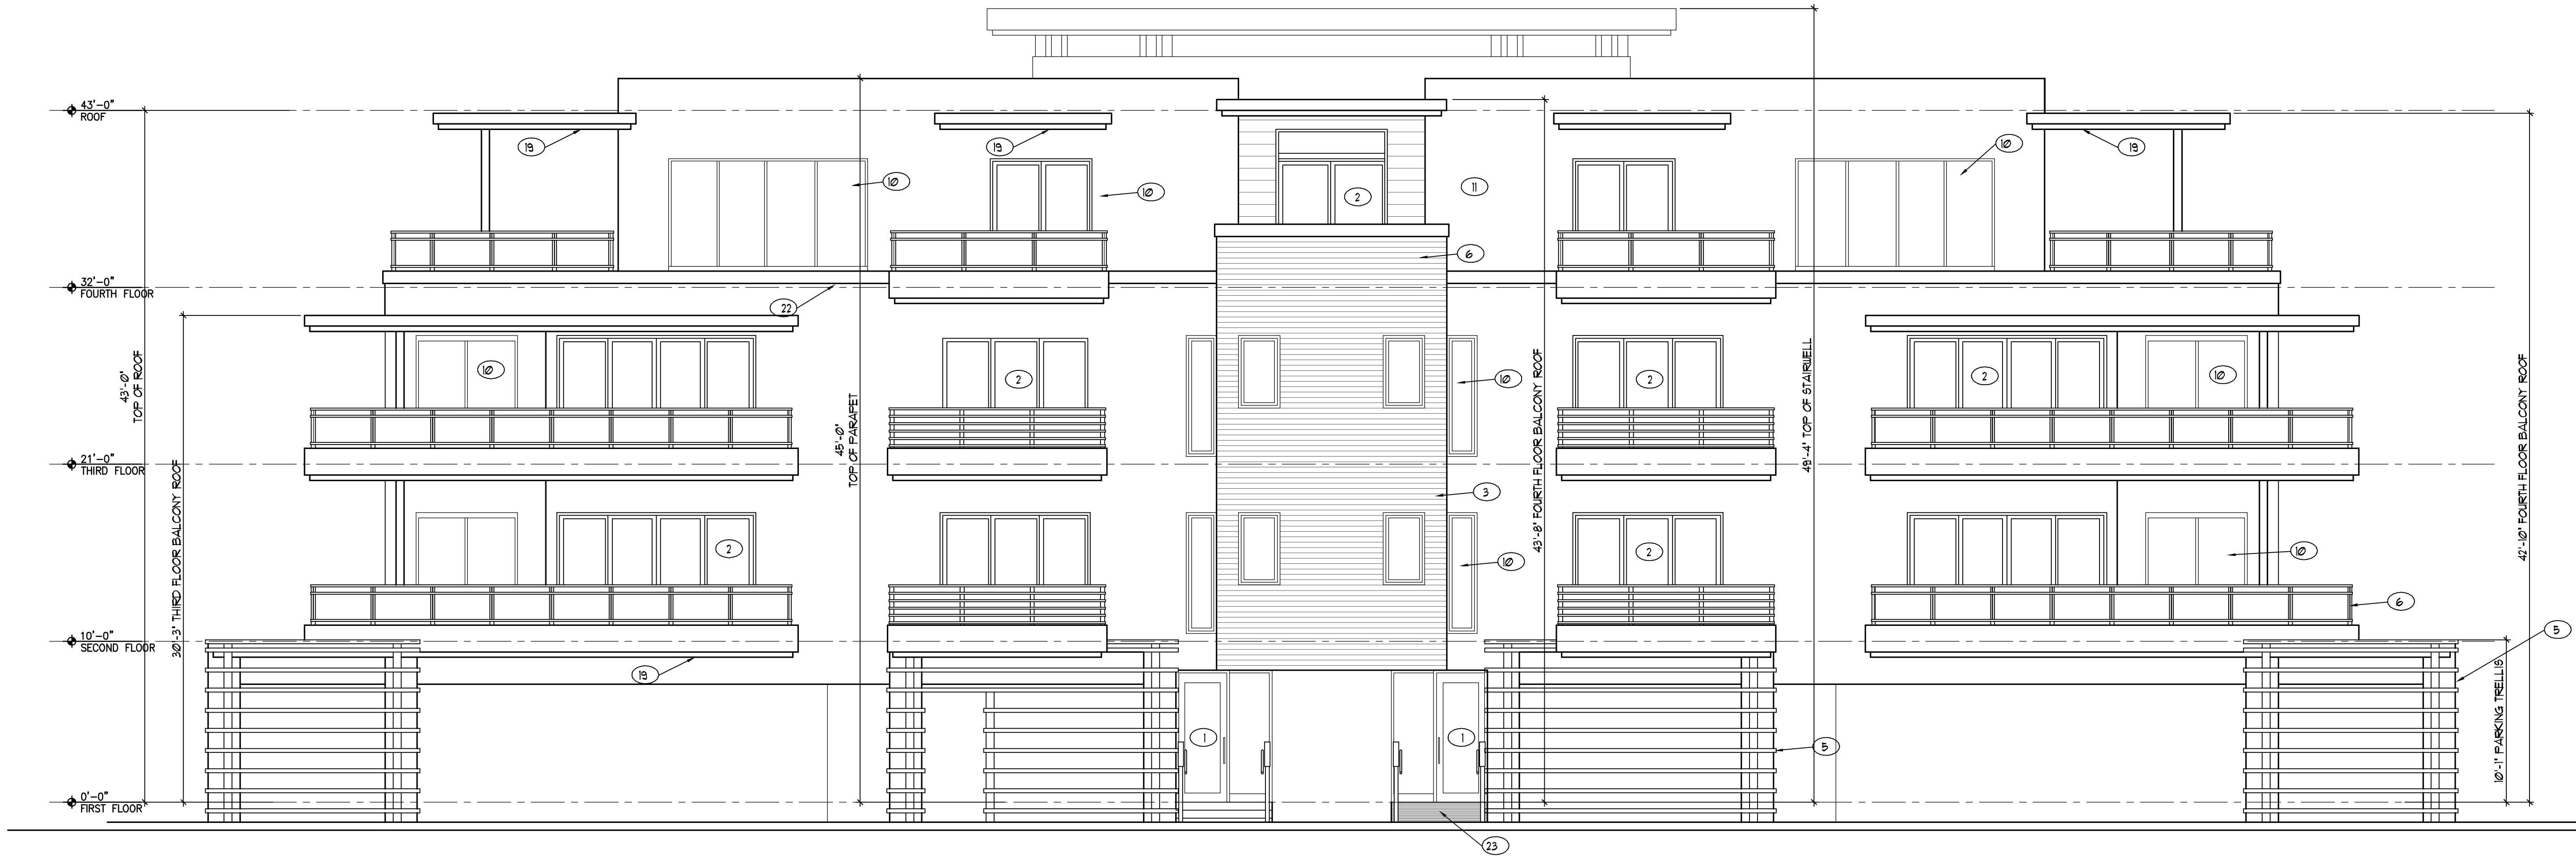 43'-0"
ROOF
19
19
10
10
2
11
10
19
6
32'-0"
FOURTH FLOOR
22
43'-0"
TOP OF ROOF
30'-3" THIRD FLOOR BALCONY ROOF
45'-0"
TOP OF PARAPET
43'-8" FOURTH FLOOR BALCONY ROOF
49'-4" TOP OF STAIRWELL
42'-10" FOURTH FLOOR BALCONY ROOF
10
2
10
2
2
10
21'-0"
THIRD FLOOR
3
2
10
2
10
6
10'-0"
SECOND FLOOR
19
5
10'-1" PARKING TRELLIS
1
1
5
0'-0"
FIRST FLOOR
23